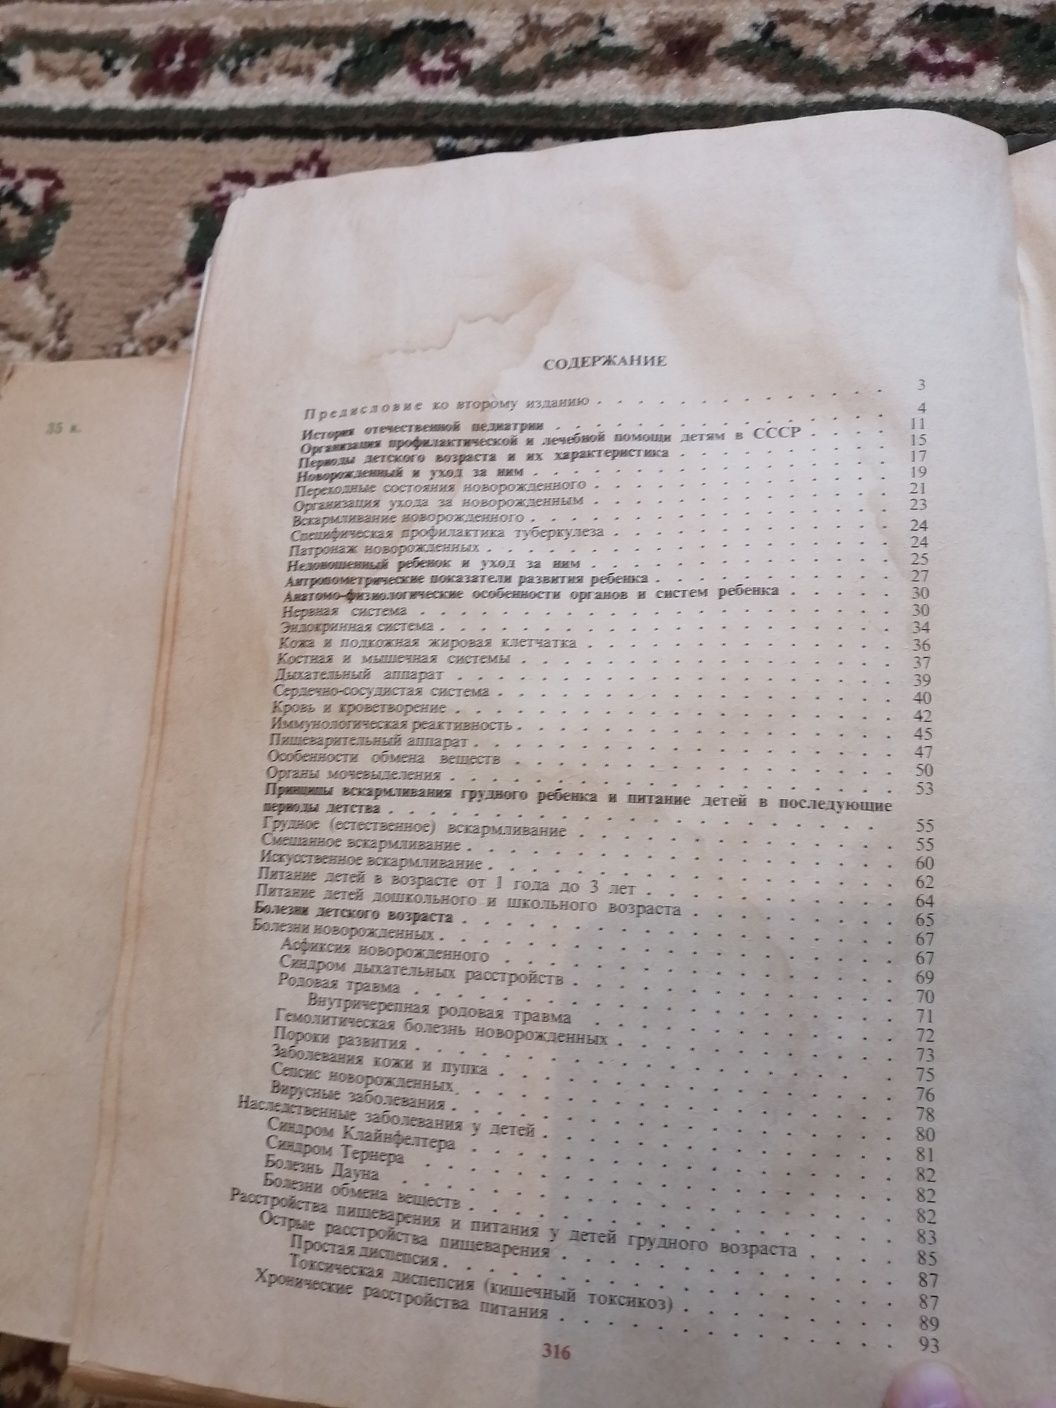 35 к.
СОДЕРЖАНИЕ
Предисловие ко второму изданию . . . . . . . . . . . 3
История отечественной педиатрии . . . . . . . . . . . 4
Организация профилактической и лечебной помощи детям в СССР . . . . 11
Периоды детского возраста и их характеристика . . . . . . . . 15
Новорожденный и уход за ним . . . . . . . . . . . . 17
Переходные состояния новорожденного . . . . . . . . . . 19
Организация ухода за новорожденным . . . . . . . . . . 21
Вскармливание новорожденного . . . . . . . . . . . . 23
Специфическая профилактика туберкулеза . . . . . . . . . 24
Патронаж новорожденных . . . . . . . . . . . . . . 24
Недоношенный ребенок и уход за ним . . . . . . . . . . 25
Антропометрические показатели развития ребенка . . . . . . . . 27
Анатомо-физиологические особенности органов и систем ребенка . . . . 30
Нервная система . . . . . . . . . . . . . . . . 30
Эндокринная система . . . . . . . . . . . . . . . 34
Кожа и подкожная жировая клетчатка . . . . . . . . . . 36
Костная и мышечная системы . . . . . . . . . . . . 37
Дыхательный аппарат . . . . . . . . . . . . . . . 39
Сердечно-сосудистая система . . . . . . . . . . . . . 40
Кровь и кроветворение . . . . . . . . . . . . . . 42
Иммунологическая реактивность . . . . . . . . . . . . 45
Пищеварительный аппарат . . . . . . . . . . . . . . 47
Особенности обмена веществ . . . . . . . . . . . . . 50
Органы мочевыделения . . . . . . . . . . . . . . 53
Принципы вскармливания грудного ребенка и питание детей в последующие
периоды детства . . . . . . . . . . . . . . . . 55
Грудное (естественное) вскармливание . . . . . . . . . . 55
Смешанное вскармливание . . . . . . . . . . . . . . 60
Искусственное вскармливание . . . . . . . . . . . . . 62
Питание детей в возрасте от 1 года до 3 лет . . . . . . . . 64
Питание детей дошкольного и школьного возраста . . . . . . . 65
Болезни детского возраста . . . . . . . . . . . . . . 67
Болезни новорожденных . . . . . . . . . . . . . . 67
Асфиксия новорожденного . . . . . . . . . . . . . 69
Синдром дыхательных расстройств . . . . . . . . . . 70
Родовая травма . . . . . . . . . . . . . . . . 71
Внутричерепная родовая травма . . . . . . . . . . 72
Гемолитическая болезнь новорожденных . . . . . . . . . 73
Пороки развития . . . . . . . . . . . . . . . 75
Заболевания кожи и пупка . . . . . . . . . . . . . 76
Сепсис новорожденных . . . . . . . . . . . . . . 78
Вирусные заболевания . . . . . . . . . . . . . . 80
Наследственные заболевания у детей . . . . . . . . . . . 81
Синдром Клайнфелтера . . . . . . . . . . . . . . 82
Синдром Тернера . . . . . . . . . . . . . . . 82
Болезнь Дауна . . . . . . . . . . . . . . . . 82
Болезни обмена веществ . . . . . . . . . . . . . 83
Расстройства пищеварения и питания у детей грудного возраста . . . . 85
Острые расстройства пищеварения . . . . . . . . . . . 87
Простая диспепсия . . . . . . . . . . . . . . 87
Токсическая диспепсия (кишечный токсикоз) . . . . . . . 89
Хронические расстройства питания . . . . . . . . . . . 93
316